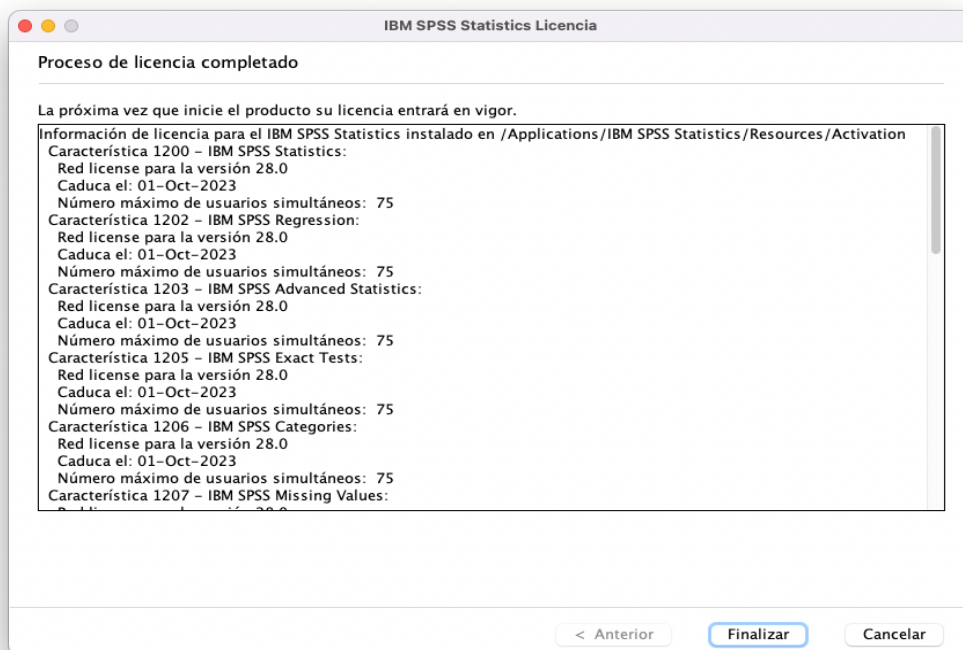 IBM SPSS Statistics Licencia
Proceso de licencia completado
La próxima vez que inicie el producto su licencia entrará en vigor.
Información de licencia para el IBM SPSS Statistics instalado en /Applications/IBM SPSS Statistics/Resources/Activation
Característica 1200 – IBM SPSS Statistics:
Red license para la versión 28.0
Caduca el: 01–Oct–2023
Número máximo de usuarios simultáneos: 75
Característica 1202 – IBM SPSS Regression:
Red license para la versión 28.0
Caduca el: 01–Oct–2023
Número máximo de usuarios simultáneos: 75
Característica 1203 – IBM SPSS Advanced Statistics:
Red license para la versión 28.0
Caduca el: 01–Oct–2023
Número máximo de usuarios simultáneos: 75
Característica 1205 – IBM SPSS Exact Tests:
Red license para la versión 28.0
Caduca el: 01–Oct–2023
Número máximo de usuarios simultáneos: 75
Característica 1206 – IBM SPSS Categories:
Red license para la versión 28.0
Caduca el: 01–Oct–2023
Número máximo de usuarios simultáneos: 75
Característica 1207 – IBM SPSS Missing Values:
< Anterior
Finalizar
Cancelar